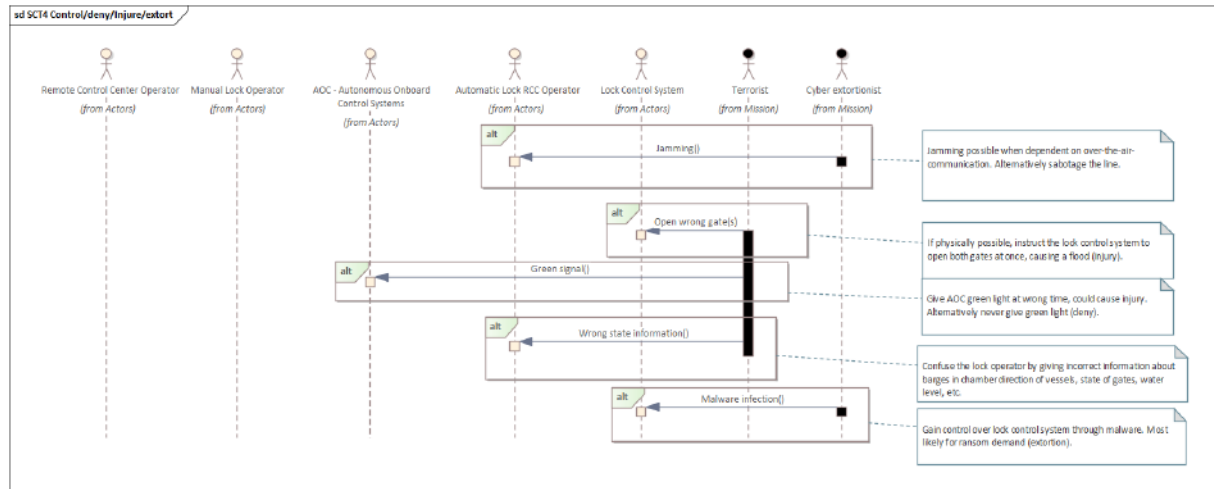 sd SCT4 Control/deny/Injure/extort
Remote Control Center Operator
(from Actors)
Manual Lock Operator
(from Actors)
AOC - Autonomous Onboard
Control Systems
(from Actors)
Automatic Lock RCC Operator
(from Actors)
Lock Control System
(from Actors)
Terrorist
(from Mission)
Cyber extortionist
(from Mission)
alt
Jamming()
Jamming possible when dependent on over-the-air-
communication. Alternatively sabotage the line.
alt
Open wrong gate(s)
If physically possible, instruct the lock control system to
open both gates at once, causing a flood (injury).
alt
Green signal()
Give AOC green light at wrong time, could cause injury.
Alternatively never give green light (deny).
alt
Wrong state information()
Confuse the lock operator by giving incorrect information about
barges in chamber direction of vessels, state of gates, water
level, etc.
alt
Malware infection()
Gain control over lock control system through malware. Most
likely for ransom demand (extortion).